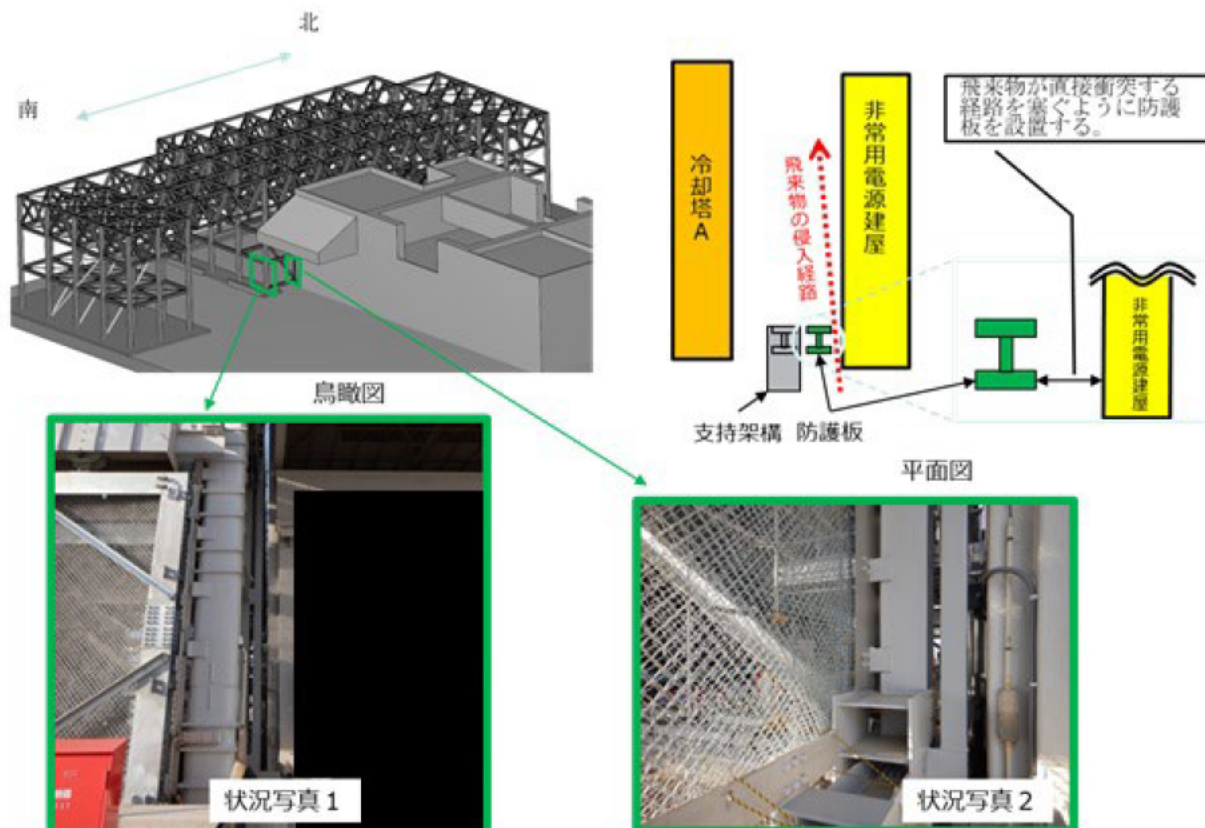 北
南
鳥瞰図
冷却塔A
飛来物の侵入経路
非常用電源建屋
飛来物が直接衝突する
経路を塞ぐように防護
板を設置する。
非常用電源建屋
支持架構
防護板
平面図
状況写真1
状況写真2